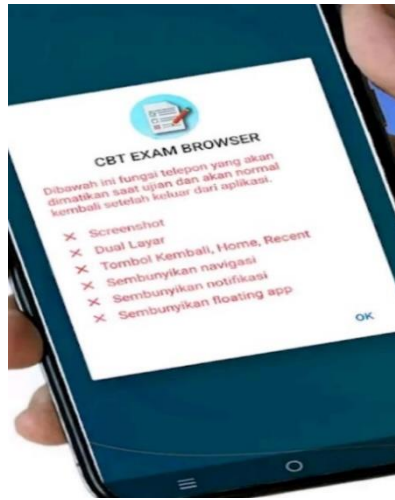 CBT EXAM BROWSER
Dibawah ini fungsi telepon yang akan
dimatikan saat ujian dan akan normal
kembali setelah keluar dari aplikasi.
× Screenshot
× Dual Layar
× Tombol Kembali, Home, Recent
× Sembunyikan navigasi
× Sembunyikan notifikasi
× Sembunyikan floating app
OK